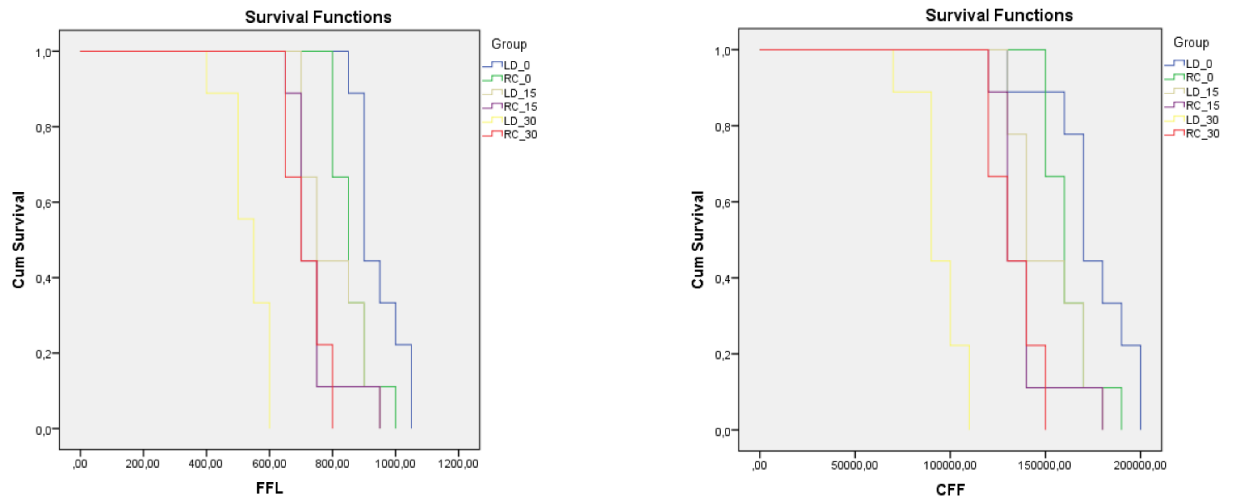 Survival Functions
Cum Survival
1,0
0,8
0,6
0,4
0,2
0,0
,00
200,00
400,00
600,00
800,00
1000,00
1200,00
FFL
Group
LD_0
RC_0
LD_15
RC_15
LD_30
RC_30
Survival Functions
Cum Survival
1,0
0,8
0,6
0,4
0,2
0,0
,00
50000,00
100000,00
150000,00
200000,00
CFF
Group
LD_0
RC_0
LD_15
RC_15
LD_30
RC_30